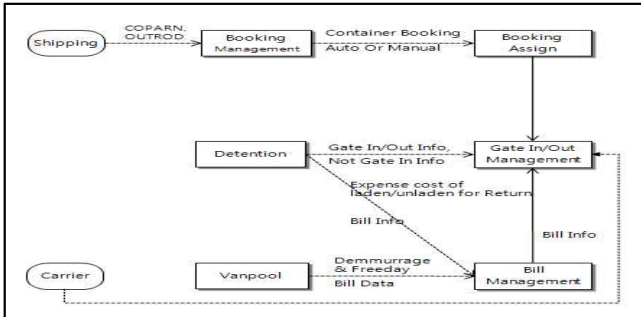 COPARN,
OUTROD
Shipping
Booking
Management
Container Booking
Auto Or Manual
Booking
Assign
Detention
Gate In/Out Info,
Not Gate In Info
Gate In/Out
Management
Expense cost of
laden/unladen for Return
Bill Info
Bill Info
Carrier
Vanpool
Demmurrage
& Freeday
Bill Data
Bill
Management